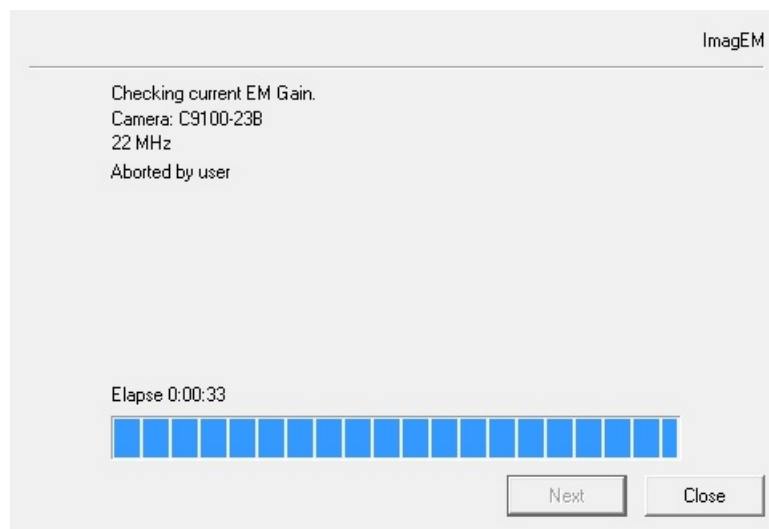 ImagEM
Checking current EM Gain.
Camera: C9100-23B
22 MHz
Aborted by user
Elapse 0:00:33
Next
Close